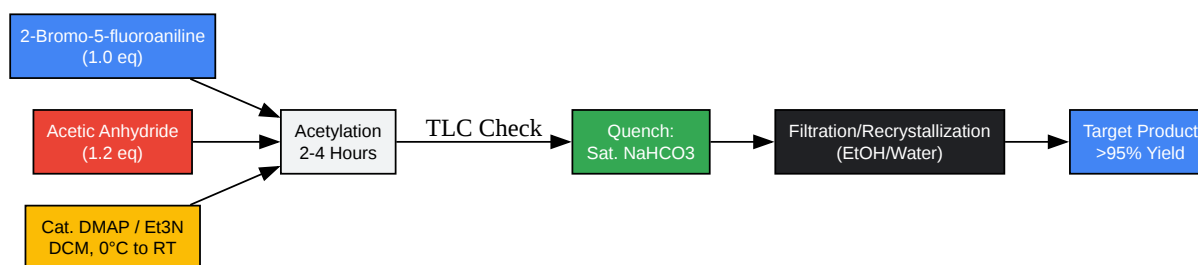 2-Bromo-5-fluoroaniline
(1.0 eq)
Acetic Anhydride
(1.2 eq)
Cat. DMAP / Et3N
DCM, 0°C to RT
Acetylation
2-4 Hours
TLC Check
Quench:
Sat. NaHCO3
Filtration/Recrystallization
(EtOH/Water)
Target Product
>95% Yield